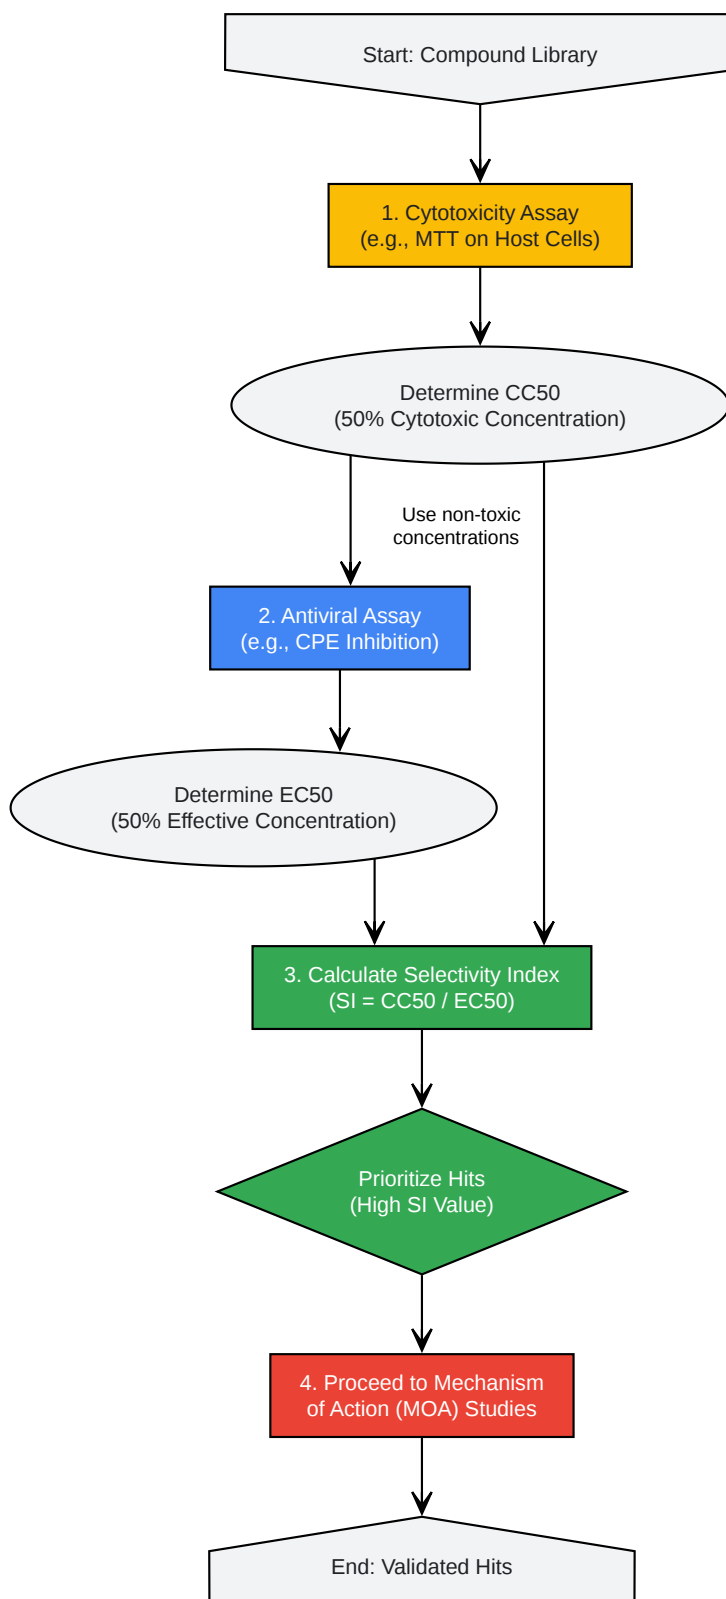 Start: Compound Library
1. Cytotoxicity Assay
(e.g., MTT on Host Cells)
Determine CC50
(50% Cytotoxic Concentration)
Use non-toxic
concentrations
2. Antiviral Assay
(e.g., CPE Inhibition)
Determine EC50
(50% Effective Concentration)
3. Calculate Selectivity Index
(SI = CC50 / EC50)
Prioritize Hits
(High SI Value)
4. Proceed to Mechanism
of Action (MOA) Studies
End: Validated Hits